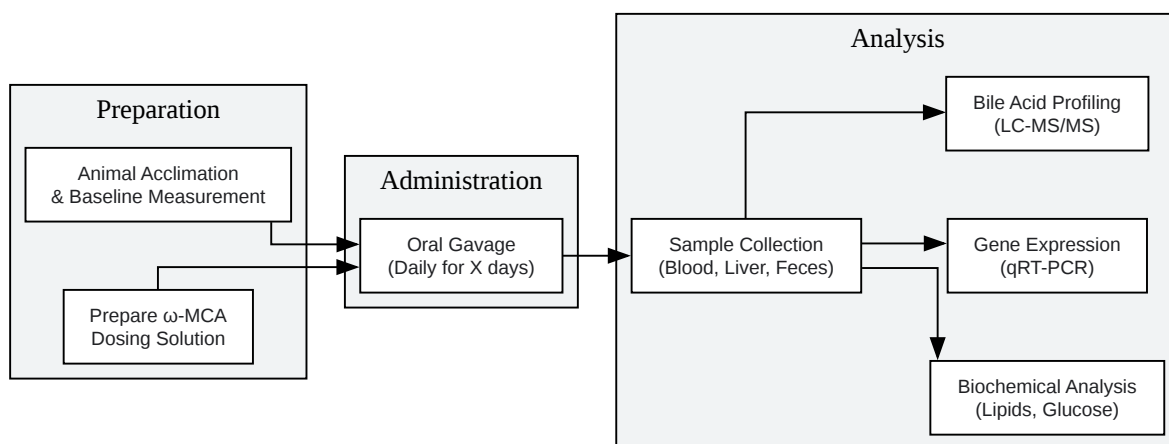 Preparation
Animal Acclimation
& Baseline Measurement
Prepare ω-MCA
Dosing Solution
Administration
Oral Gavage
(Daily for X days)
Analysis
Sample Collection
(Blood, Liver, Feces)
Bile Acid Profiling
(LC-MS/MS)
Gene Expression
(qRT-PCR)
Biochemical Analysis
(Lipids, Glucose)